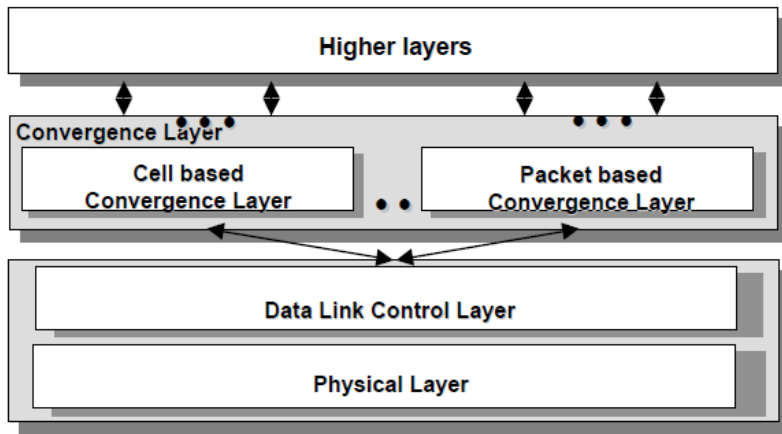 Higher layers
Convergence Layer
Cell based
Convergence Layer
Packet based
Convergence Layer
Data Link Control Layer
Physical Layer